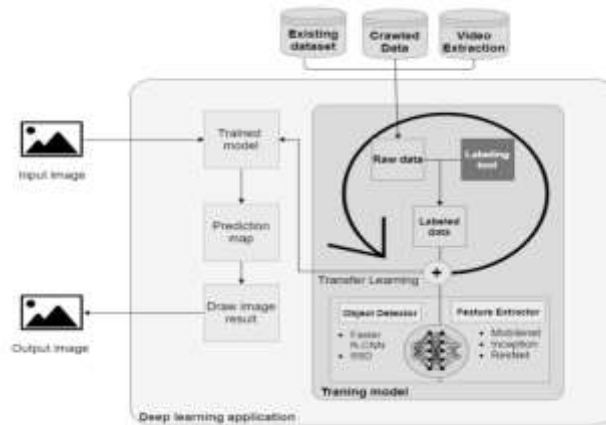 Existing
dataset
Crawled
Data
Video
Extraction
Input image
Trained
model
Raw data
Labeling
tool
Labeled
data
Prediction
map
Transfer Learning
+
Draw image
result
Output image
Object Detector
• Faster
R-CNN
• SSD
Feature Extractor
• Mobilenet
• Inception
• ResNet
Traning model
Deep learning application